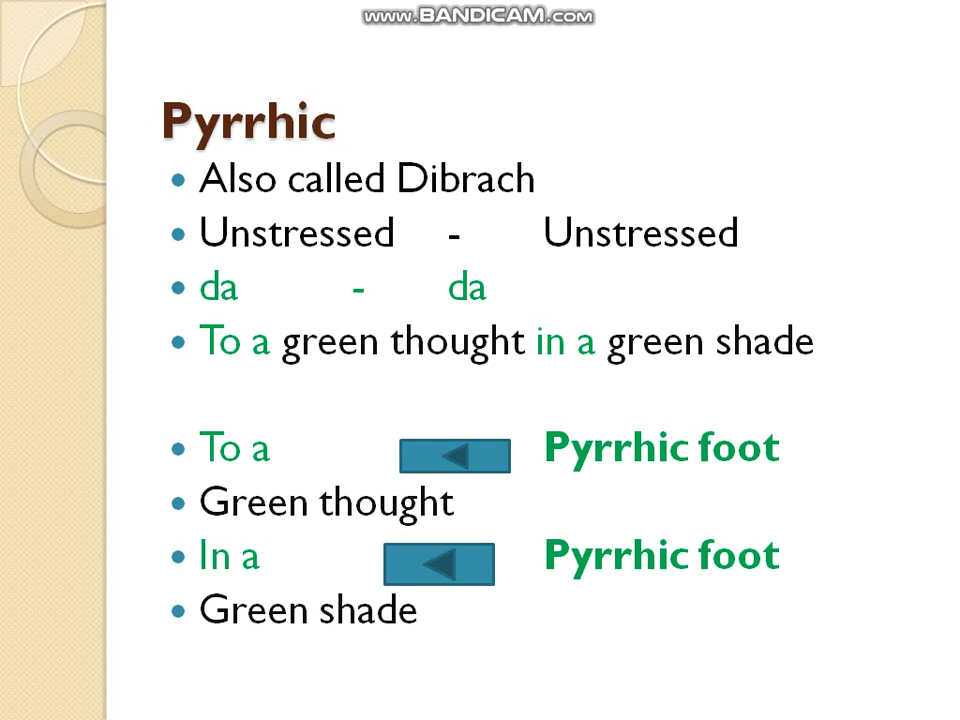 www.BANDICAM.com
Pyrrhic
Also called Dibrach
Unstressed - Unstressed
da - da
To a green thought in a green shade
To a Pyrrhic foot
Green thought
In a Pyrrhic foot
Green shade